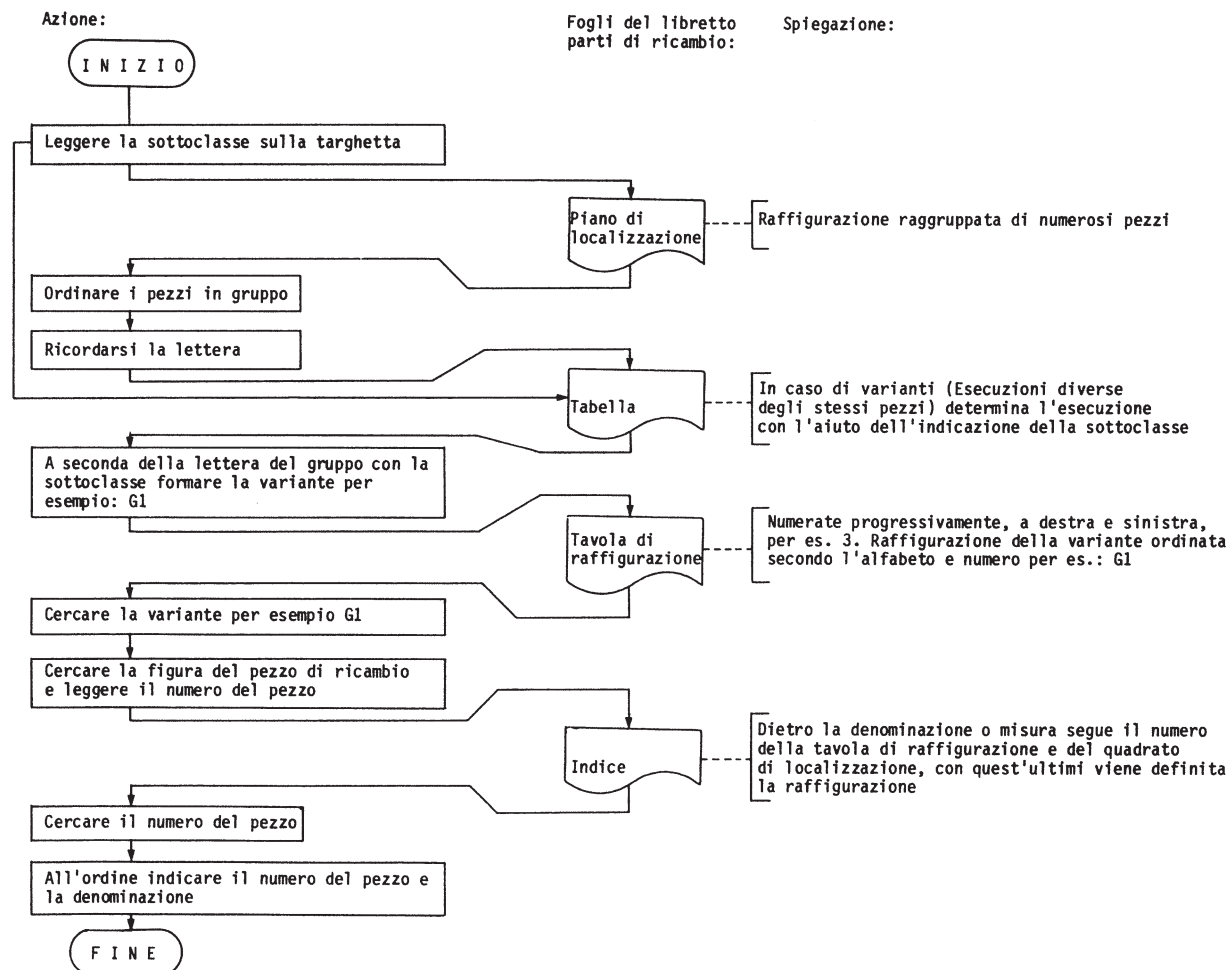 Azione:
Fogli del libretto
parti di ricambio:
Spiegazione:
I N I Z I O
Leggere la sottoclasse sulla targhetta
Piano di
localizzazione
Raffigurazione raggruppata di numerosi pezzi
Ordinare i pezzi in gruppo
Ricordarsi la lettera
Tabella
In caso di varianti (Esecuzioni diverse
degli stessi pezzi) determina l'esecuzione
con l'aiuto dell'indicazione della sottoclasse
A seconda della lettera del gruppo con la
sottoclasse formare la variante per
esempio: G1
Tavola di
raffigurazione
Numerate progressivamente, a destra e sinistra,
per es. 3. Raffigurazione della variante ordinata
secondo l'alfabeto e numero per es.: G1
Cercare la variante per esempio G1
Cercare la figura del pezzo di ricambio
e leggere il numero del pezzo
Indice
Dietro la denominazione o misura segue il numero
della tavola di raffigurazione e del quadrato
di localizzazione, con quest'ultimi viene definita
la raffigurazione
Cercare il numero del pezzo
All'ordine indicare il numero del pezzo e
la denominazione
F I N E